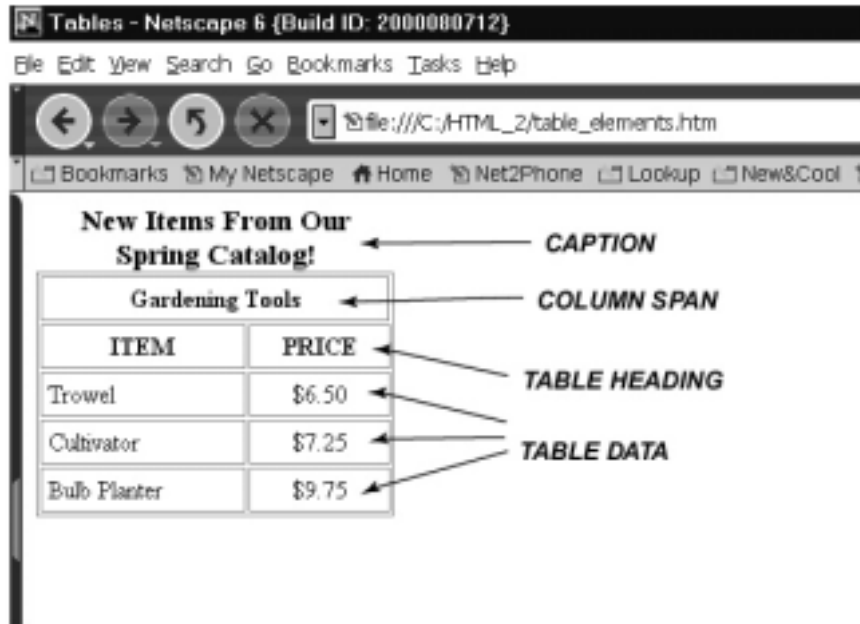 Tables - Netscape 6 {Build ID: 2000080712}
File Edit View Search Go Bookmarks Tasks Help
file:///C:/HTML_2/table_elements.htm
Bookmarks My Netscape Home Net2Phone Lookup New&Cool
New Items From Our
Spring Catalog!
CAPTION
Gardening Tools
COLUMN SPAN
ITEM PRICE
TABLE HEADING
Trowel $6.50
Cultivator $7.25
TABLE DATA
Bulb Planter $9.75